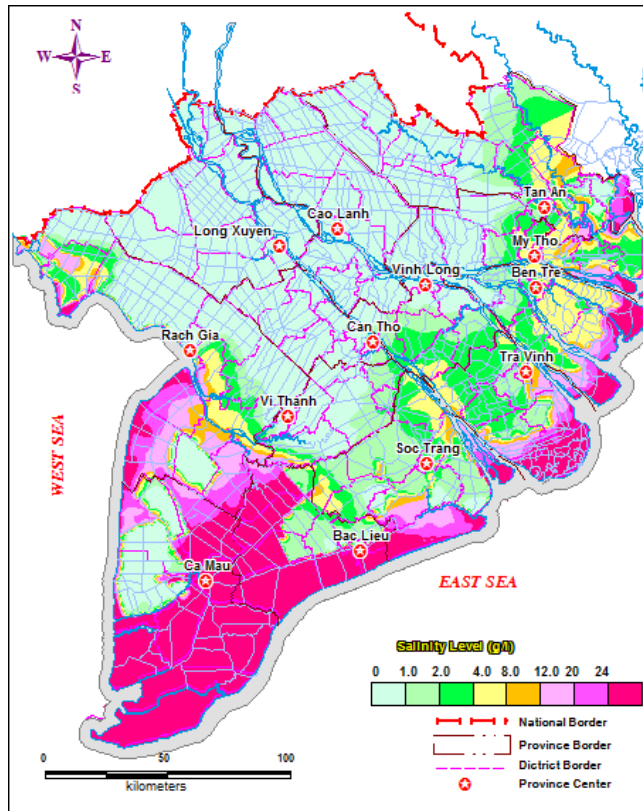 N
W E
S
Tan An
Cao Lanh
Long Xuyen
My Tho
Vinh Long
Ben Tre
Can Tho
Rach Gia
Tra Vinh
Vi Thanh
Soc Trang
WEST SEA
Bac Lieu
Ca Mau
EAST SEA
Salinity Level (g/l)
0 1.0 2.0 4.0 8.0 12.0 20 24
National Border
Province Border
Dictrict Border
Province Center
0 50 100
kilometers